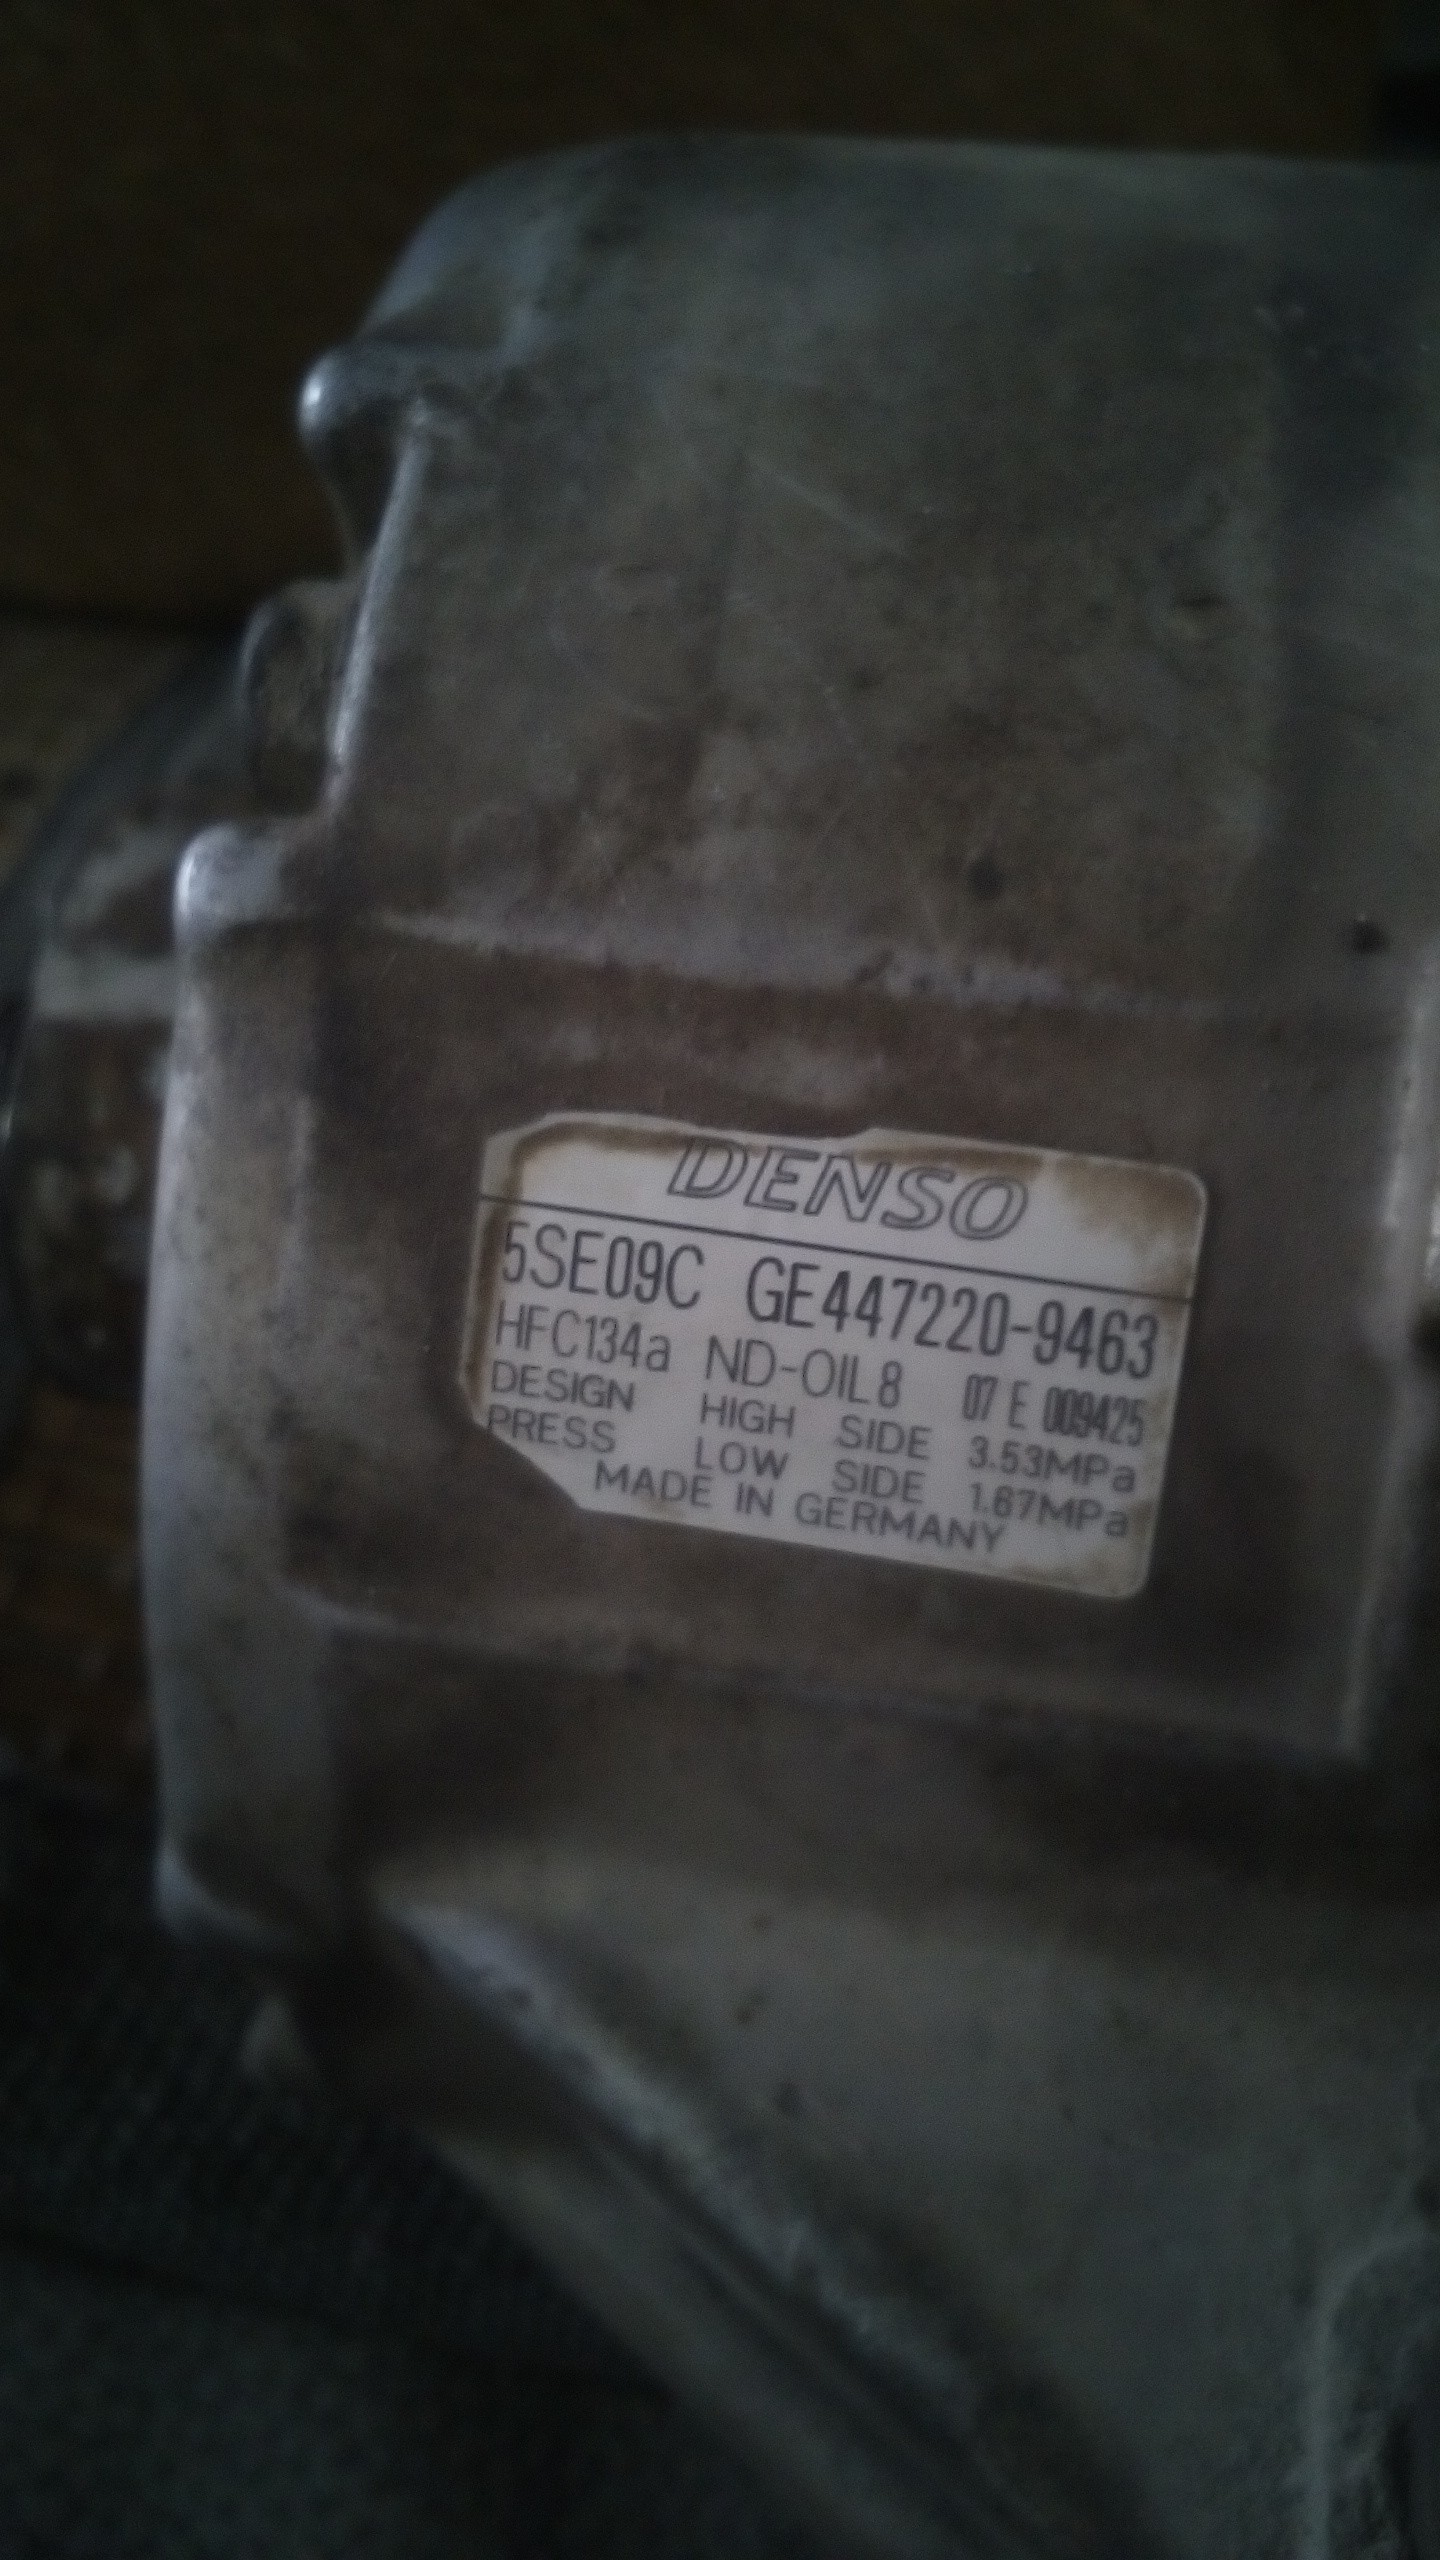 DENSO
5SE09C GE447220-9463
HFC134a ND-OIL8 07 E 009425
DESIGN HIGH SIDE 3.53MPa
PRESS LOW SIDE 1.67MPa
MADE IN GERMANY